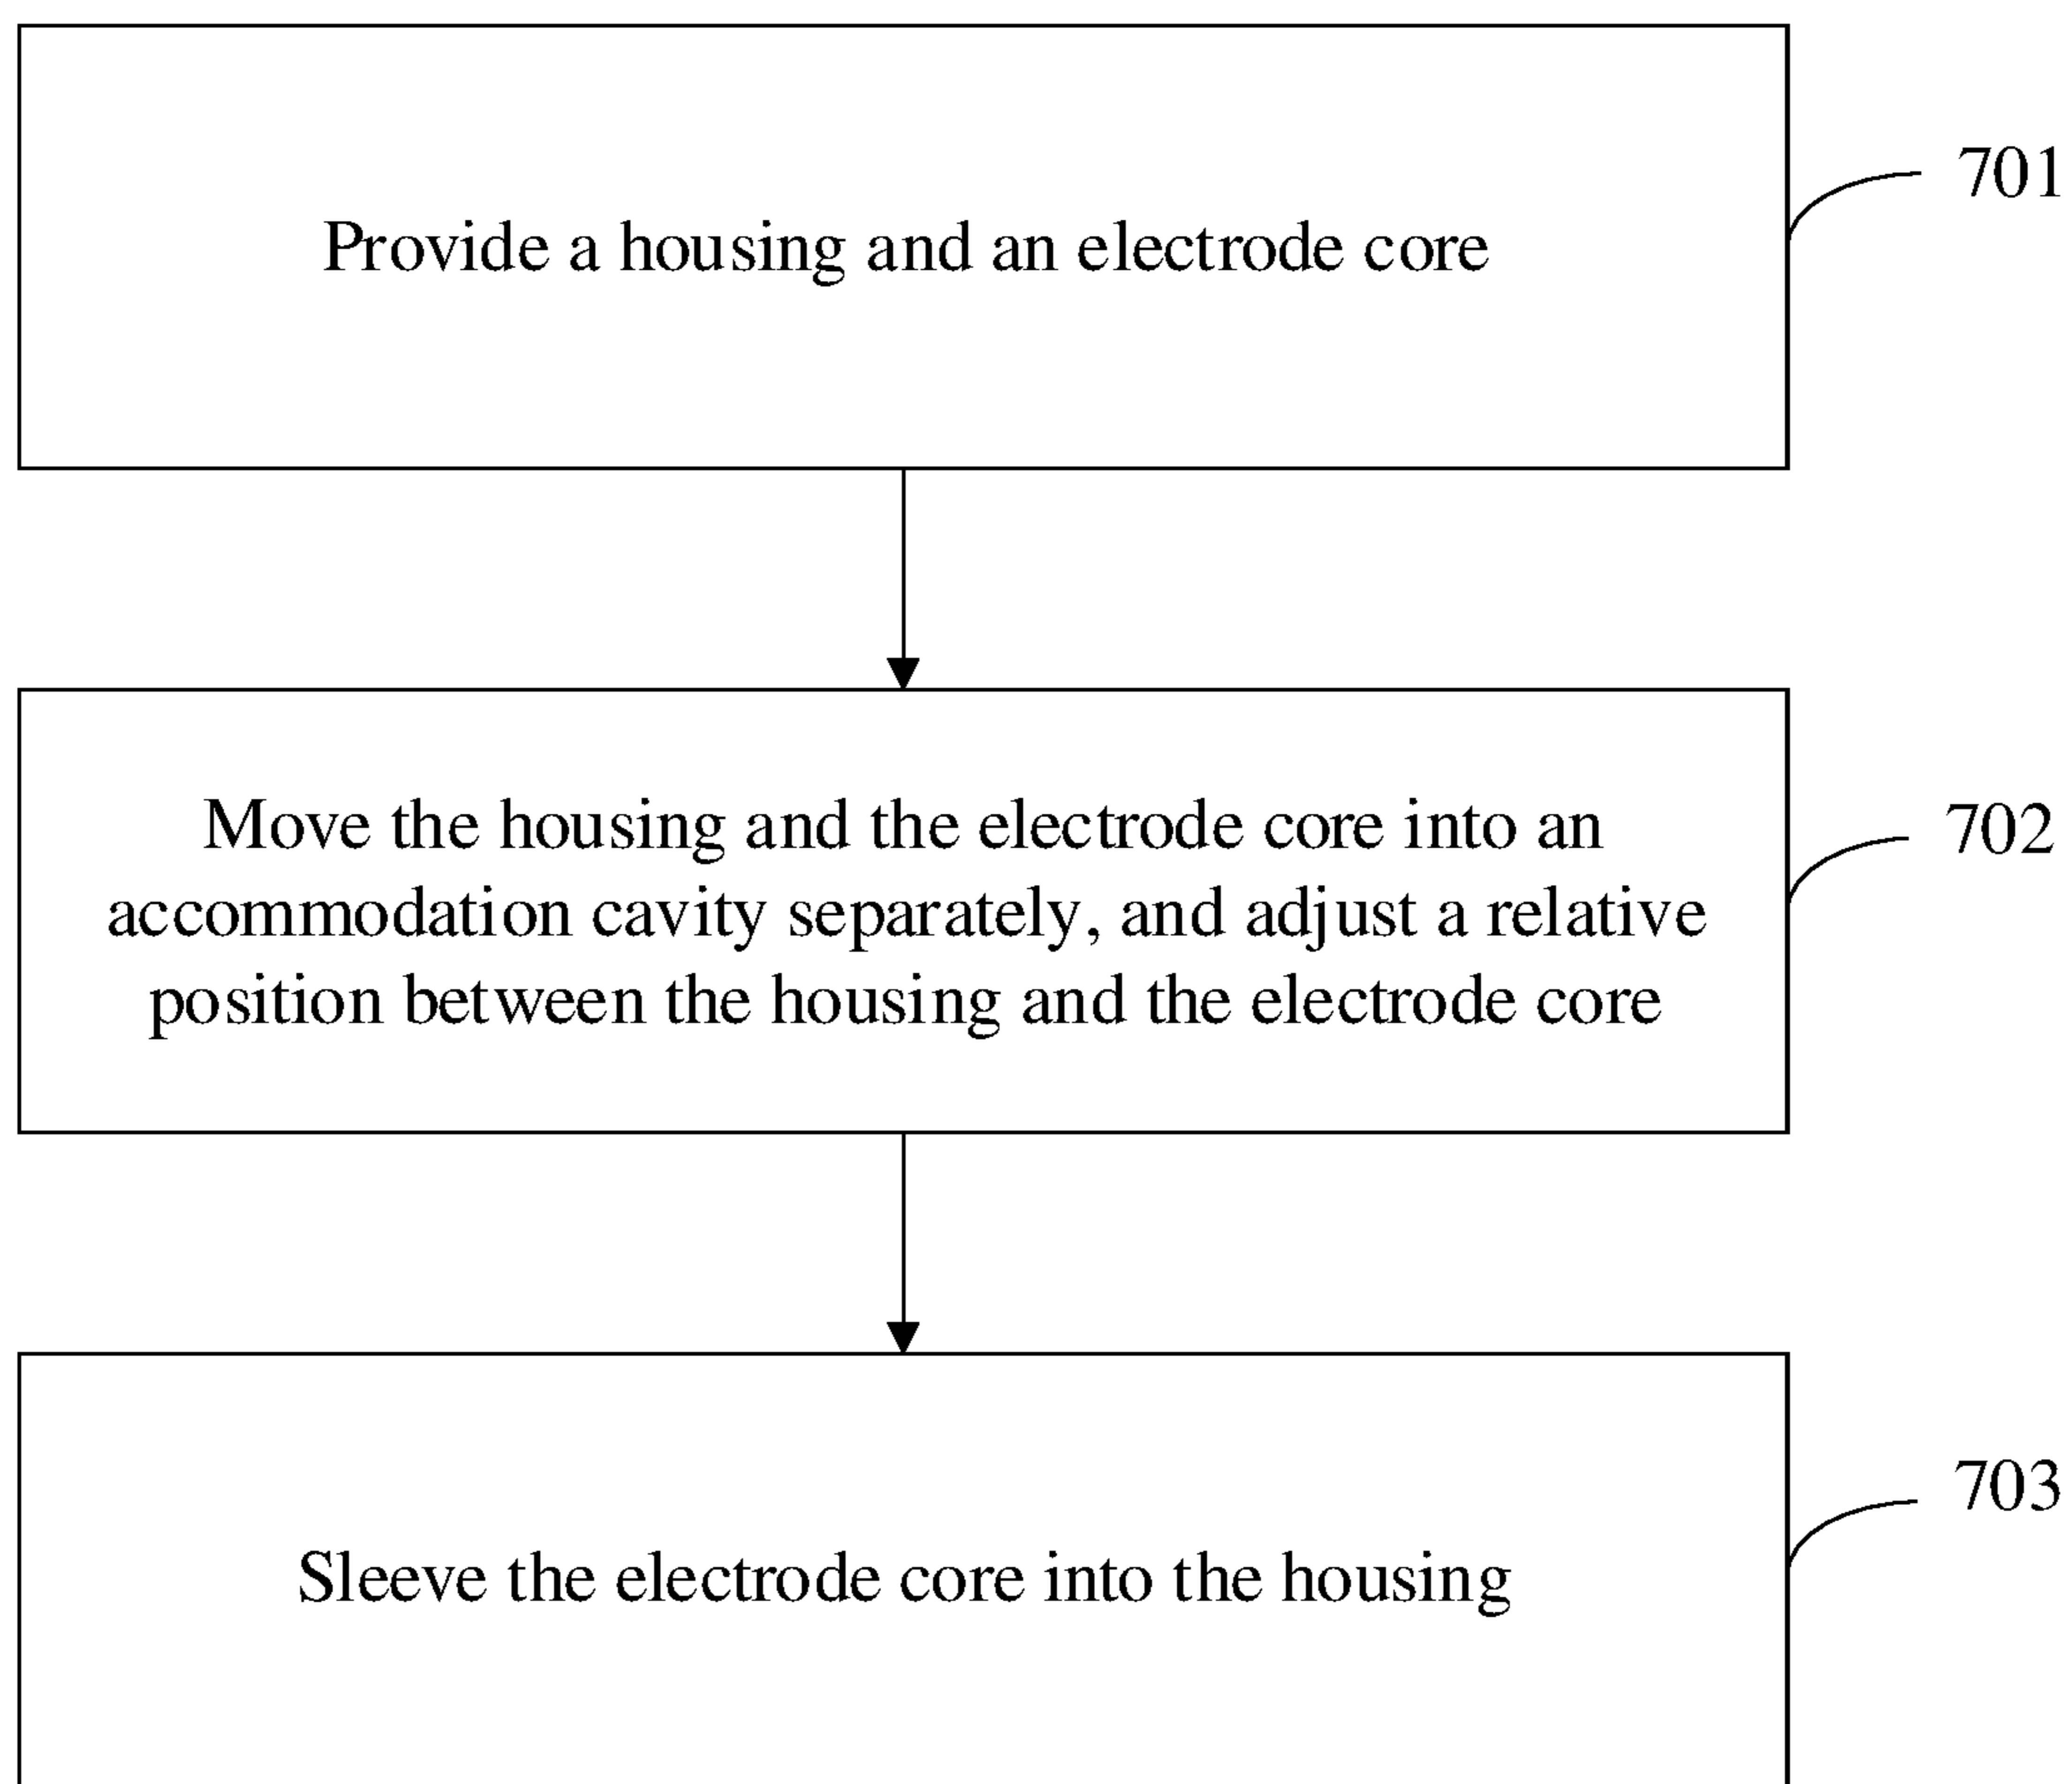 Provide a housing and an electrode core
701
Move the housing and the electrode core into an
accommodation cavity separately, and adjust a relative
position between the housing and the electrode core
702
Sleeve the electrode core into the housing
703